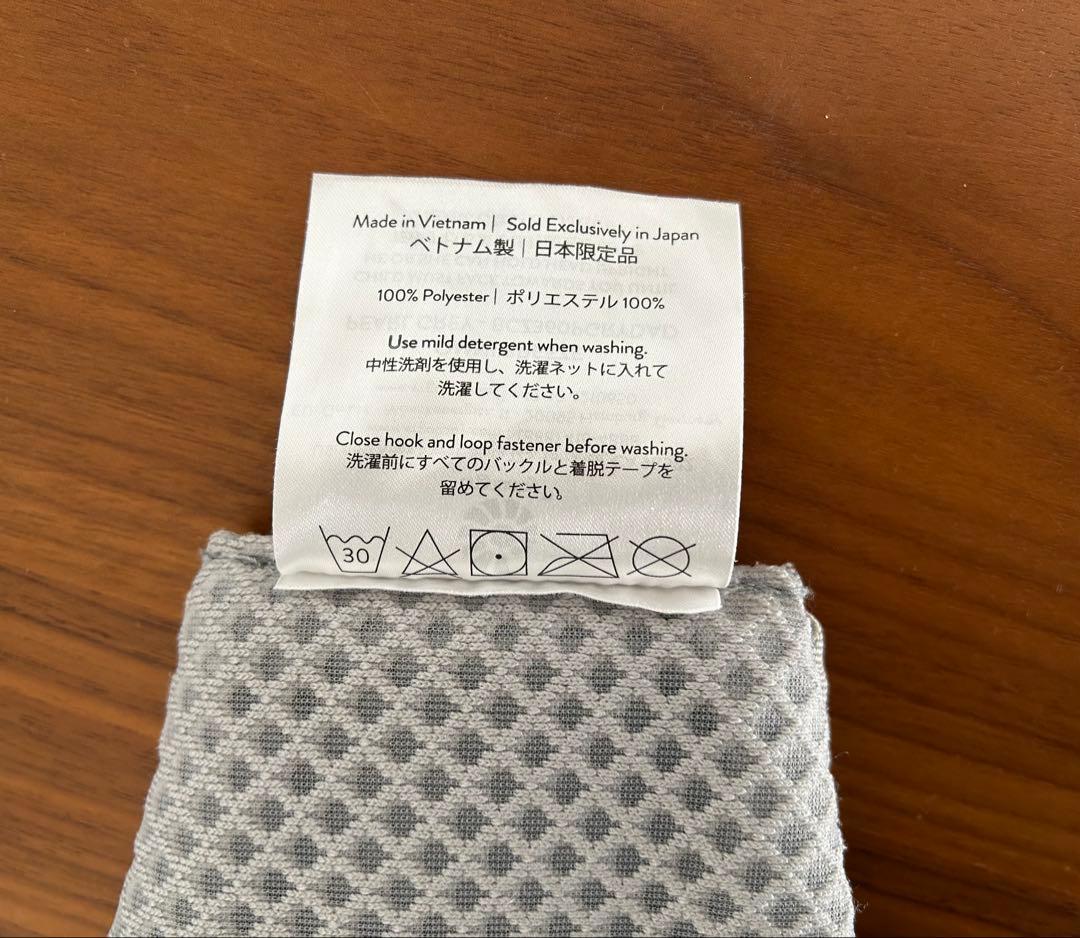 Made in Vietnam | Sold Exclusively in Japan
ベトナム製 | 日本限定品
100% Polyester | ポリエステル 100%
Use mild detergent when washing.
中性洗剤を使用し、洗濯ネットに入れて
洗濯してください。
Close hook and loop fastener before washing.
洗濯前にすべてのバックルと着脱テープを
留めてください。
30